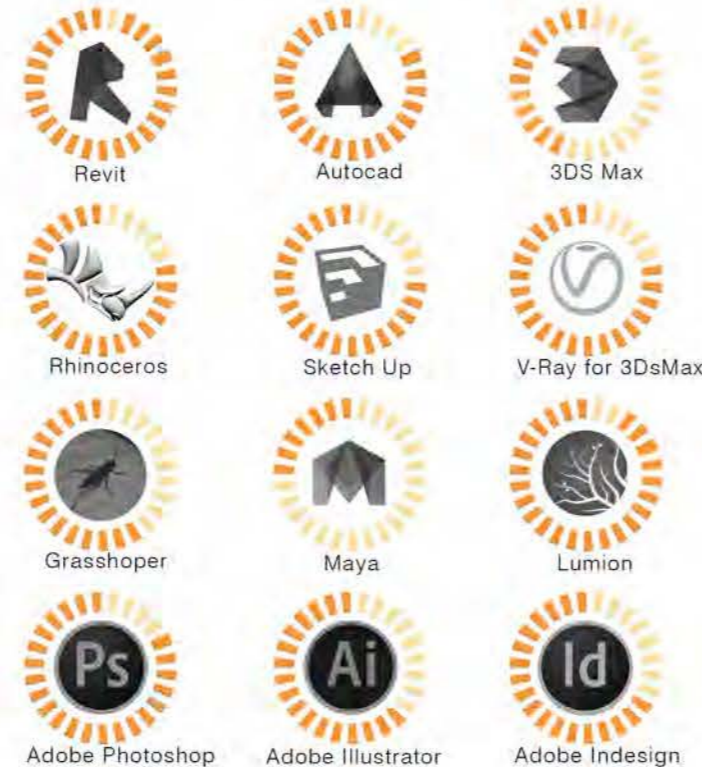 Revit
Autocad
3DS Max
Rhinoceros
Sketch Up
V-Ray for 3DsMax
Grasshoper
Maya
Lumion
Ps
Ai
Id
Adobe Photoshop
Adobe Illustrator
Adobe Indesign